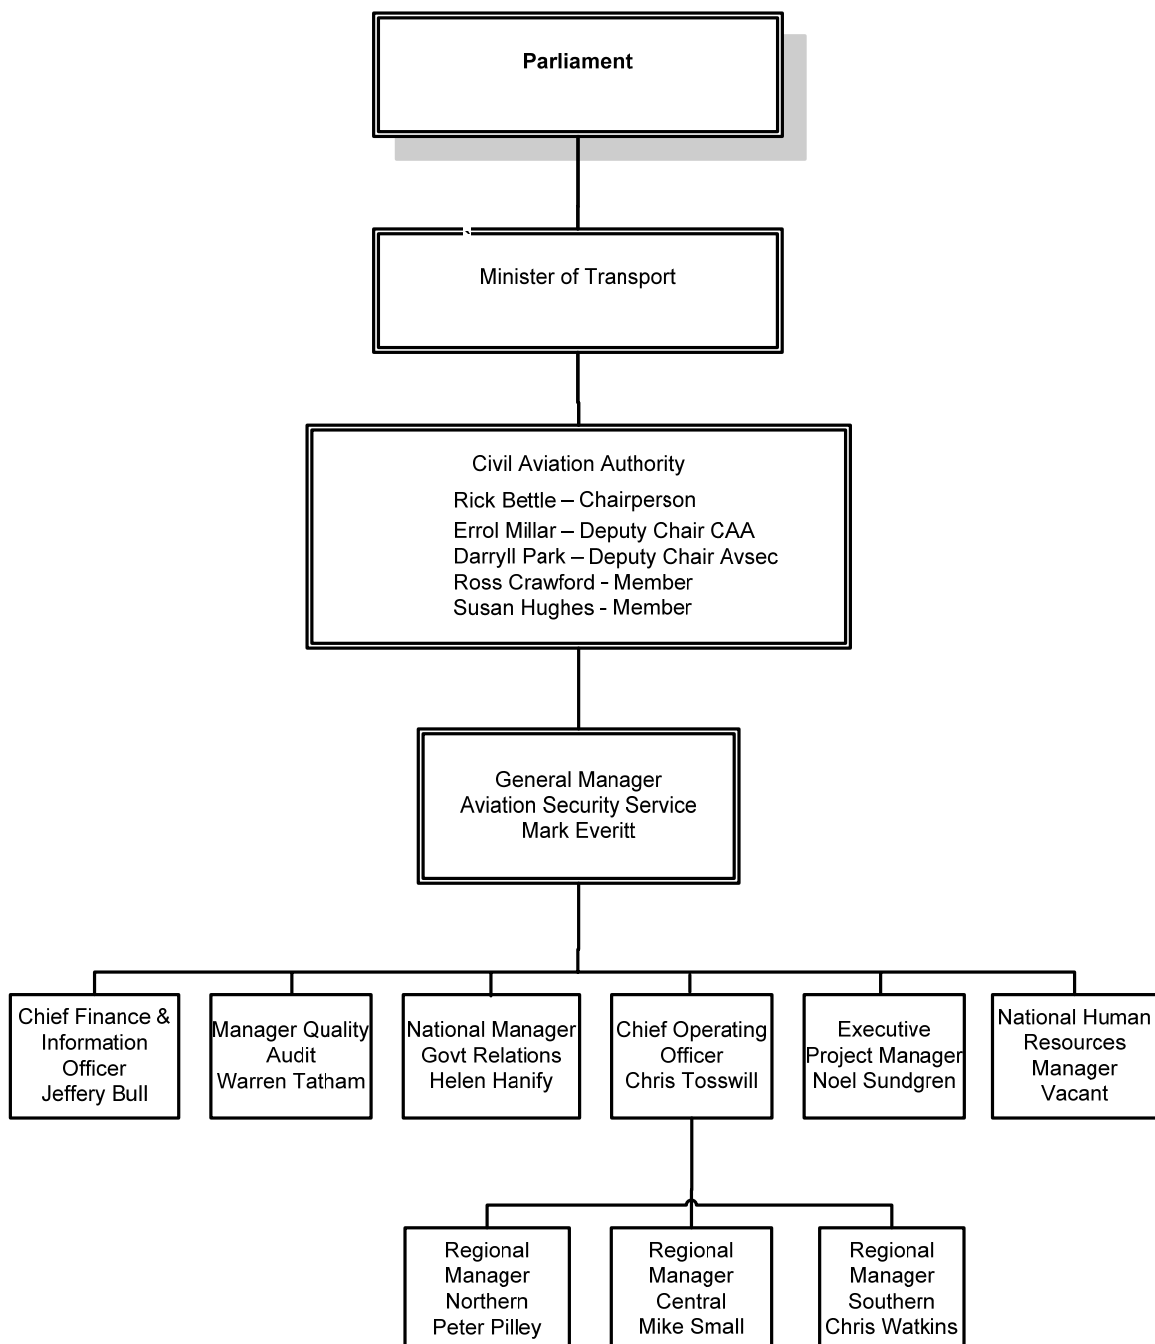 Parliament
Minister of Transport
Civil Aviation Authority
Rick Bettle – Chairperson
Errol Millar – Deputy Chair CAA
Darryll Park – Deputy Chair Avsec
Ross Crawford - Member
Susan Hughes - Member
General Manager
Aviation Security Service
Mark Everitt
Chief Finance &
Information
Officer
Jeffery Bull
Manager Quality
Audit
Warren Tatham
National Manager
Govt Relations
Helen Hanify
Chief Operating
Officer
Chris Tosswill
Executive
Project Manager
Noel Sundgren
National Human
Resources
Manager
Vacant
Regional
Manager
Northern
Peter Pilley
Regional
Manager
Central
Mike Small
Regional
Manager
Southern
Chris Watkins